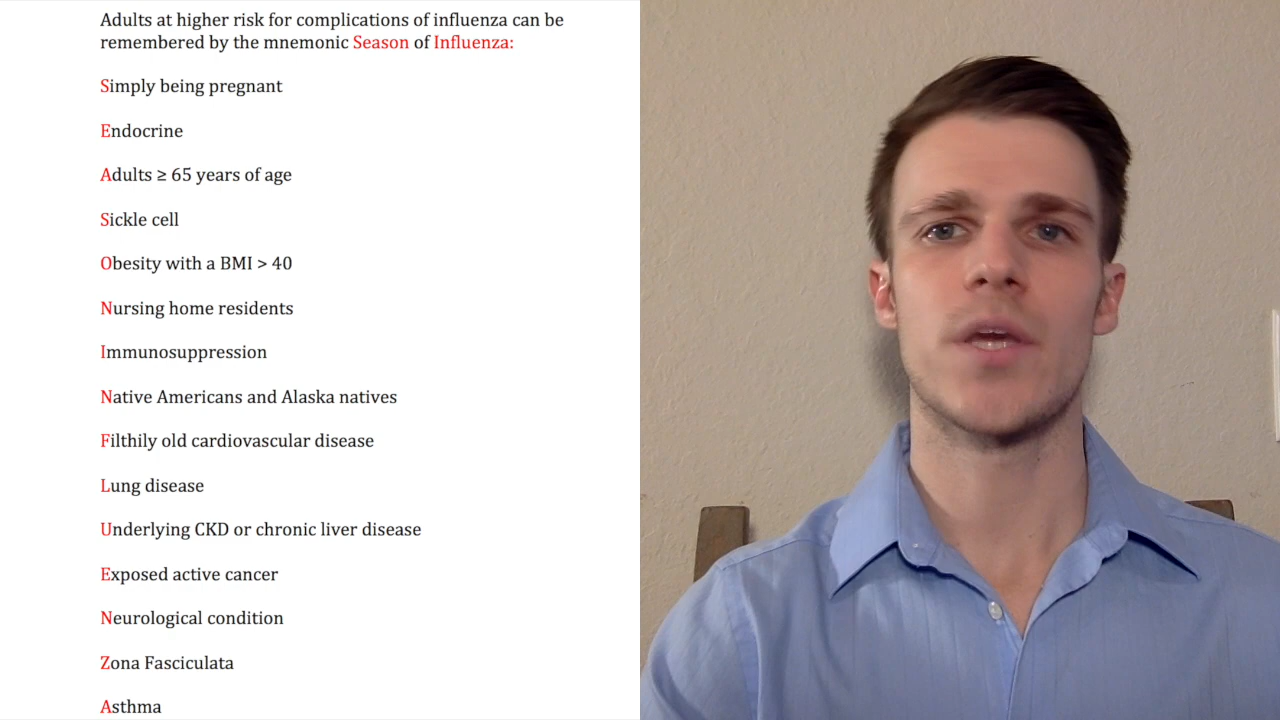 Adults at higher risk for complications of influenza can be
remembered by the mnemonic Season of Influenza:
Simply being pregnant
Endocrine
Adults ≥ 65 years of age
Sickle cell
Obesity with a BMI > 40
Nursing home residents
Immunosuppression
Native Americans and Alaska natives
Filthily old cardiovascular disease
Lung disease
Underlying CKD or chronic liver disease
Exposed active cancer
Neurological condition
Zona Fasciculata
Asthma